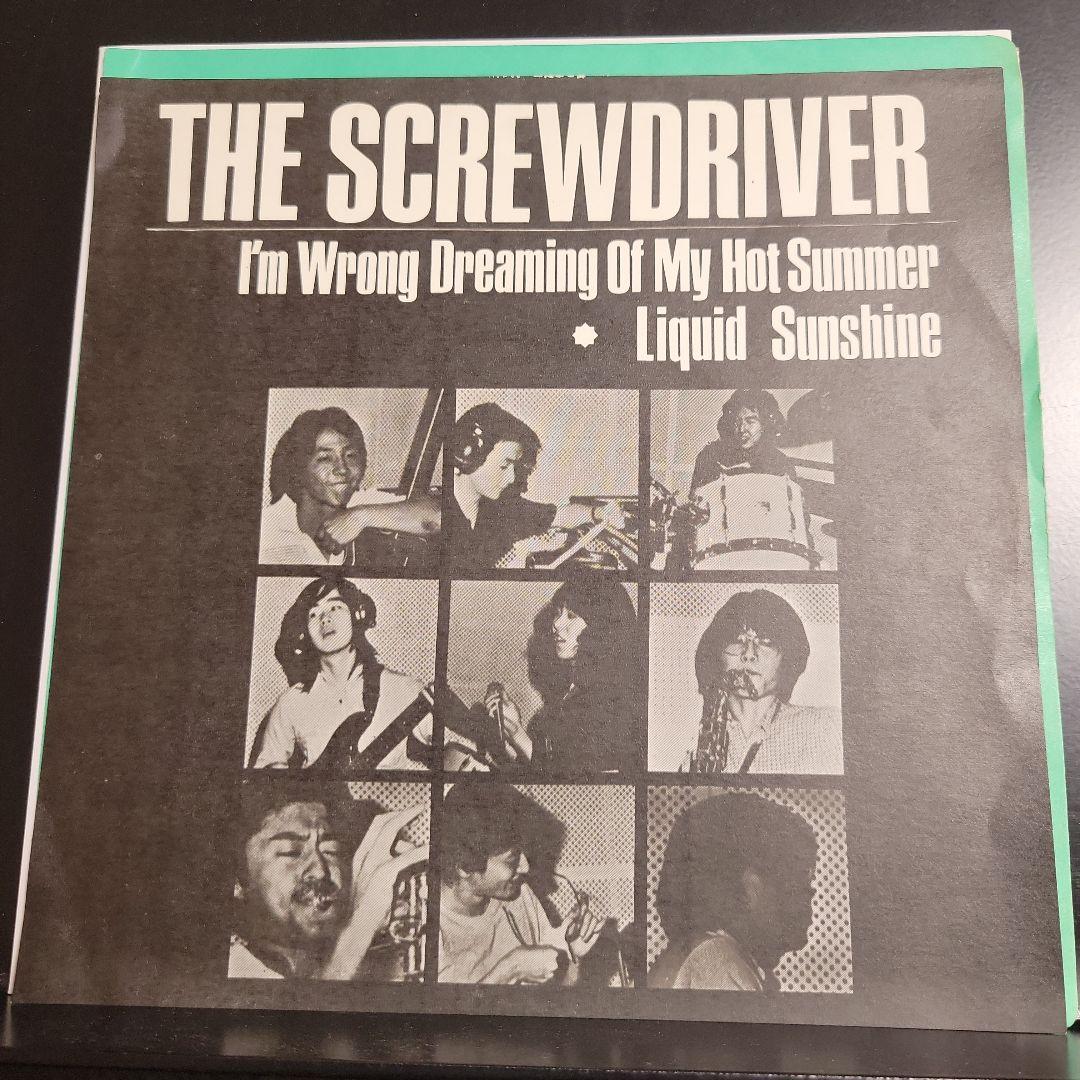 THE SCREWDRIVER
I'm Wrong Dreaming Of My Hot Summer
Liquid Sunshine